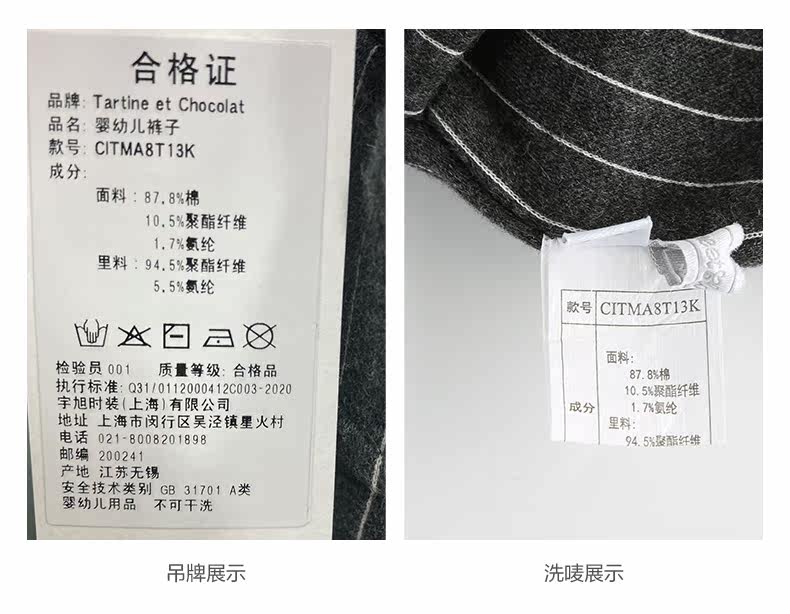 合格证
品牌: Tartine et Chocolat
品名: 婴幼儿裤子
款号: CITMA8T13K
成分:
面料: 87.8%棉
10.5%聚酯纤维
1.7%氨纶
里料: 94.5%聚酯纤维
5.5%氨纶
检验员 001 质量等级: 合格品
执行标准: Q31/0112000412C003-2020
宇旭时装(上海)有限公司
地址 上海市闵行区吴泾镇星火村
电话 021-8008201898
邮编 200241
产地 江苏无锡
安全技术类别 GB 31701 A类
婴幼儿用品 不可干洗
吊牌展示
款号 CITMA8T13K
面料:
87.8%棉
10.5%聚酯纤维
成分 1.7%氨纶
里料:
94.5%聚酯纤维
洗唛展示